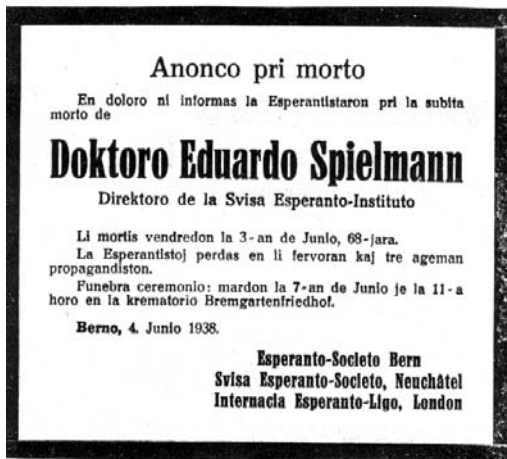 Anonco pri morto
En doloro ni informas la Esperantistaron pri la subita
morto de
Doktoro Eduardo Spielmann
Direktoro de la Svisa Esperanto-Instituto
Li mortis vendredon la 3-an de Junio, 68-jara.
La Esperantistoj perdas en li fervoran kaj tre ageman
propagandiston.
Funebra ceremonio: mardon la 7-an de Junio je la 11-a
horo en la krematorio Bremgartenfriedhof.
Berno, 4. Junio 1938.
Esperanto-Societo Bern
Svisa Esperanto-Societo, Neuchâtel
Internacia Esperanto-Ligo, London